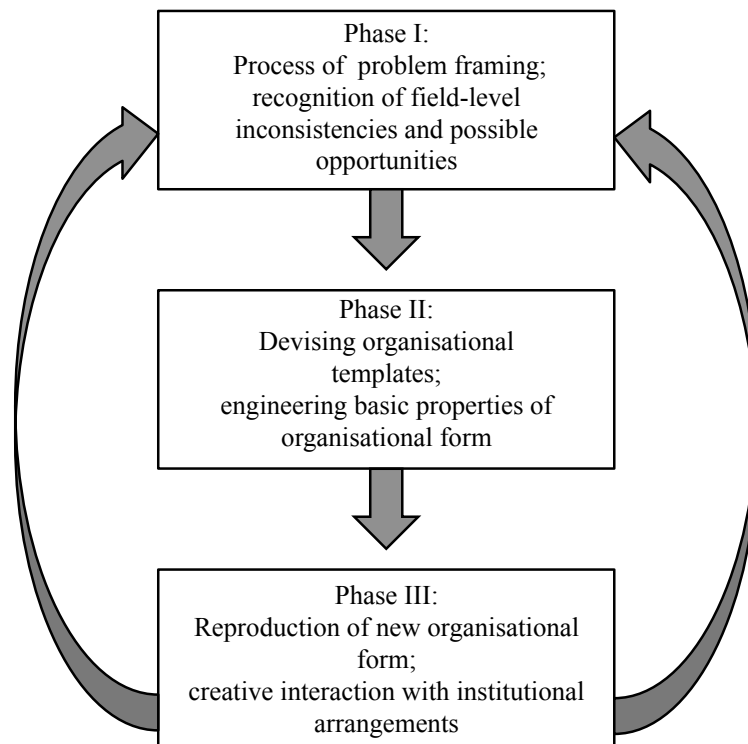 Phase I:
Process of problem framing;
recognition of field-level
inconsistencies and possible
opportunities
Phase II:
Devising organisational
templates;
engineering basic properties of
organisational form
Phase III:
Reproduction of new organisational
form;
creative interaction with institutional
arrangements